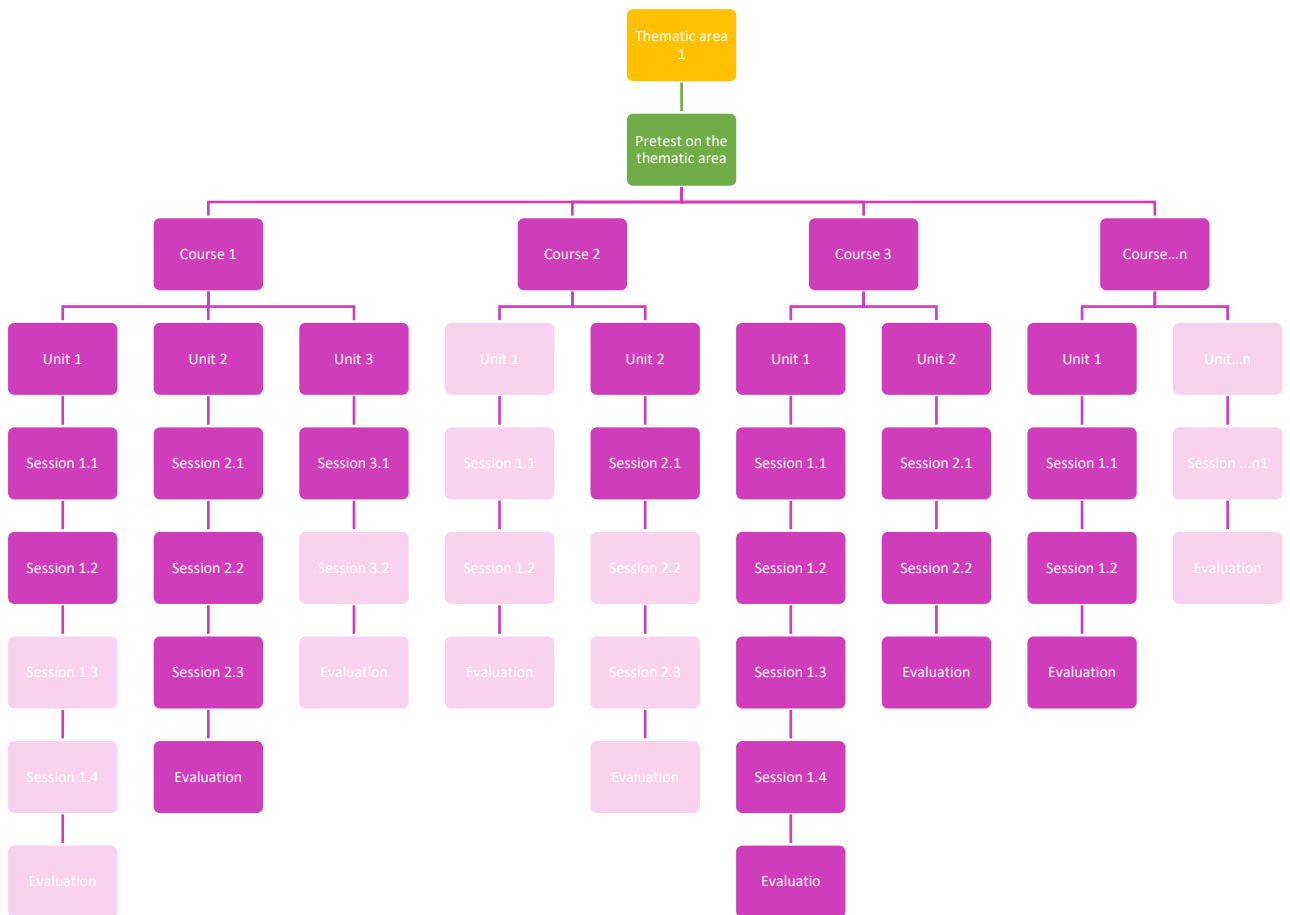 Thematic area
1
Pretest on the
thematic area
Course 1
Course 2
Course 3
Course...n
Unit 1
Unit 2
Unit 3
Unit 1
Unit 2
Unit 1
Unit 2
Unit 1
Unit...n
Session 1.1
Session 2.1
Session 3.1
Session 1.1
Session 2.1
Session 1.1
Session 2.1
Session 1.1
Session ...n1
Session 1.2
Session 2.2
Session 3.2
Session 1.2
Session 2.2
Session 1.2
Session 2.2
Session 1.2
Evaluation
Session 1.3
Session 2.3
Evaluation
Evaluation
Session 2.3
Session 1.3
Evaluation
Evaluation
Session 1.4
Evaluation
Evaluation
Session 1.4
Evaluation
Evaluatio